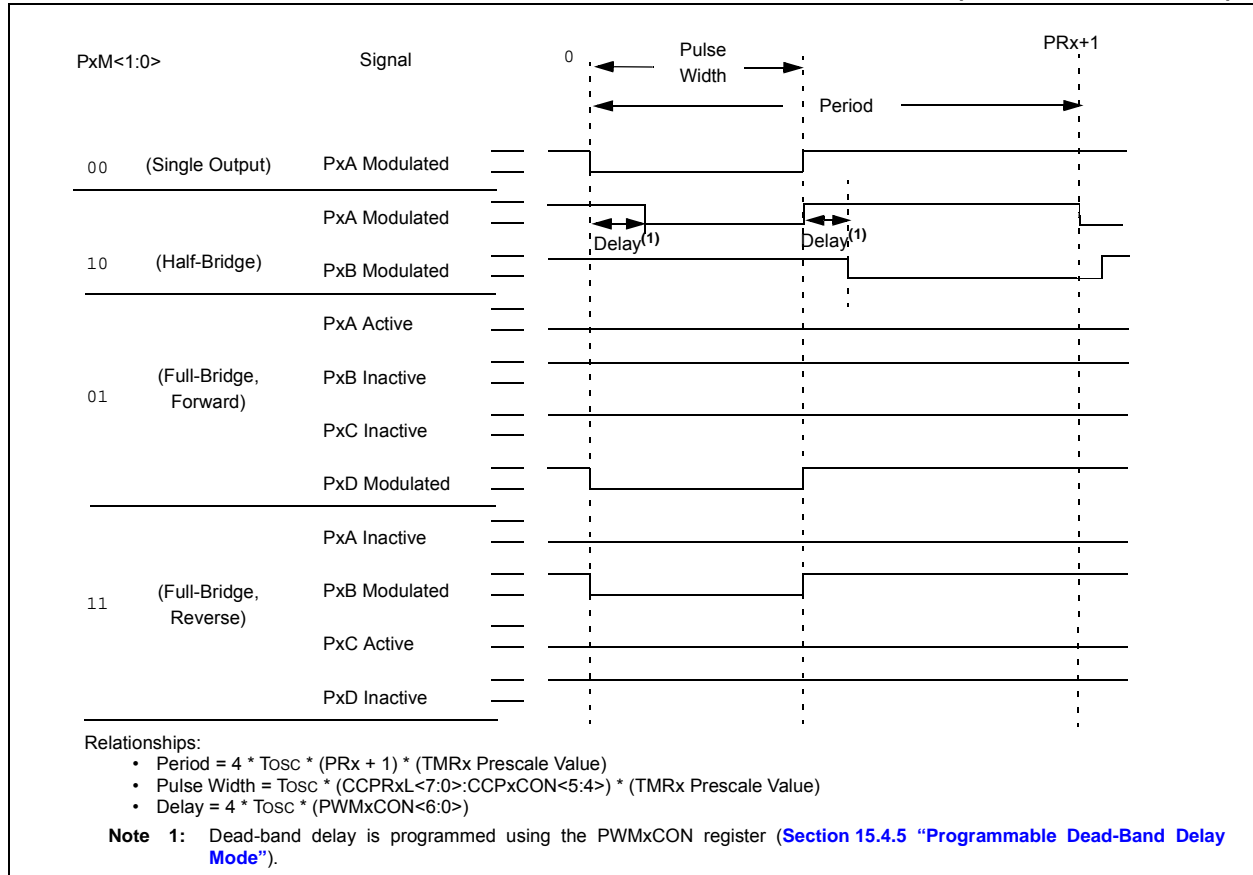 PxM<1:0>
Signal
0
Pulse
Width
PRx+1
Period
00 (Single Output) PxA Modulated
PxA Modulated
Delay(1) Delay(1)
10 (Half-Bridge)
PxB Modulated
PxA Active
01 (Full-Bridge,
Forward)
PxB Inactive
PxC Inactive
PxD Modulated
PxA Inactive
11 (Full-Bridge,
Reverse)
PxB Modulated
PxC Active
PxD Inactive
Relationships:
• Period = 4 * TOSC * (PRx + 1) * (TMRx Prescale Value)
• Pulse Width = TOSC * (CCPRxL<7:0>:CCPxCON<5:4>) * (TMRx Prescale Value)
• Delay = 4 * TOSC * (PWMxCON<6:0>)
Note 1: Dead-band delay is programmed using the PWMxCON register (Section 15.4.5 “Programmable Dead-Band Delay
Mode”).